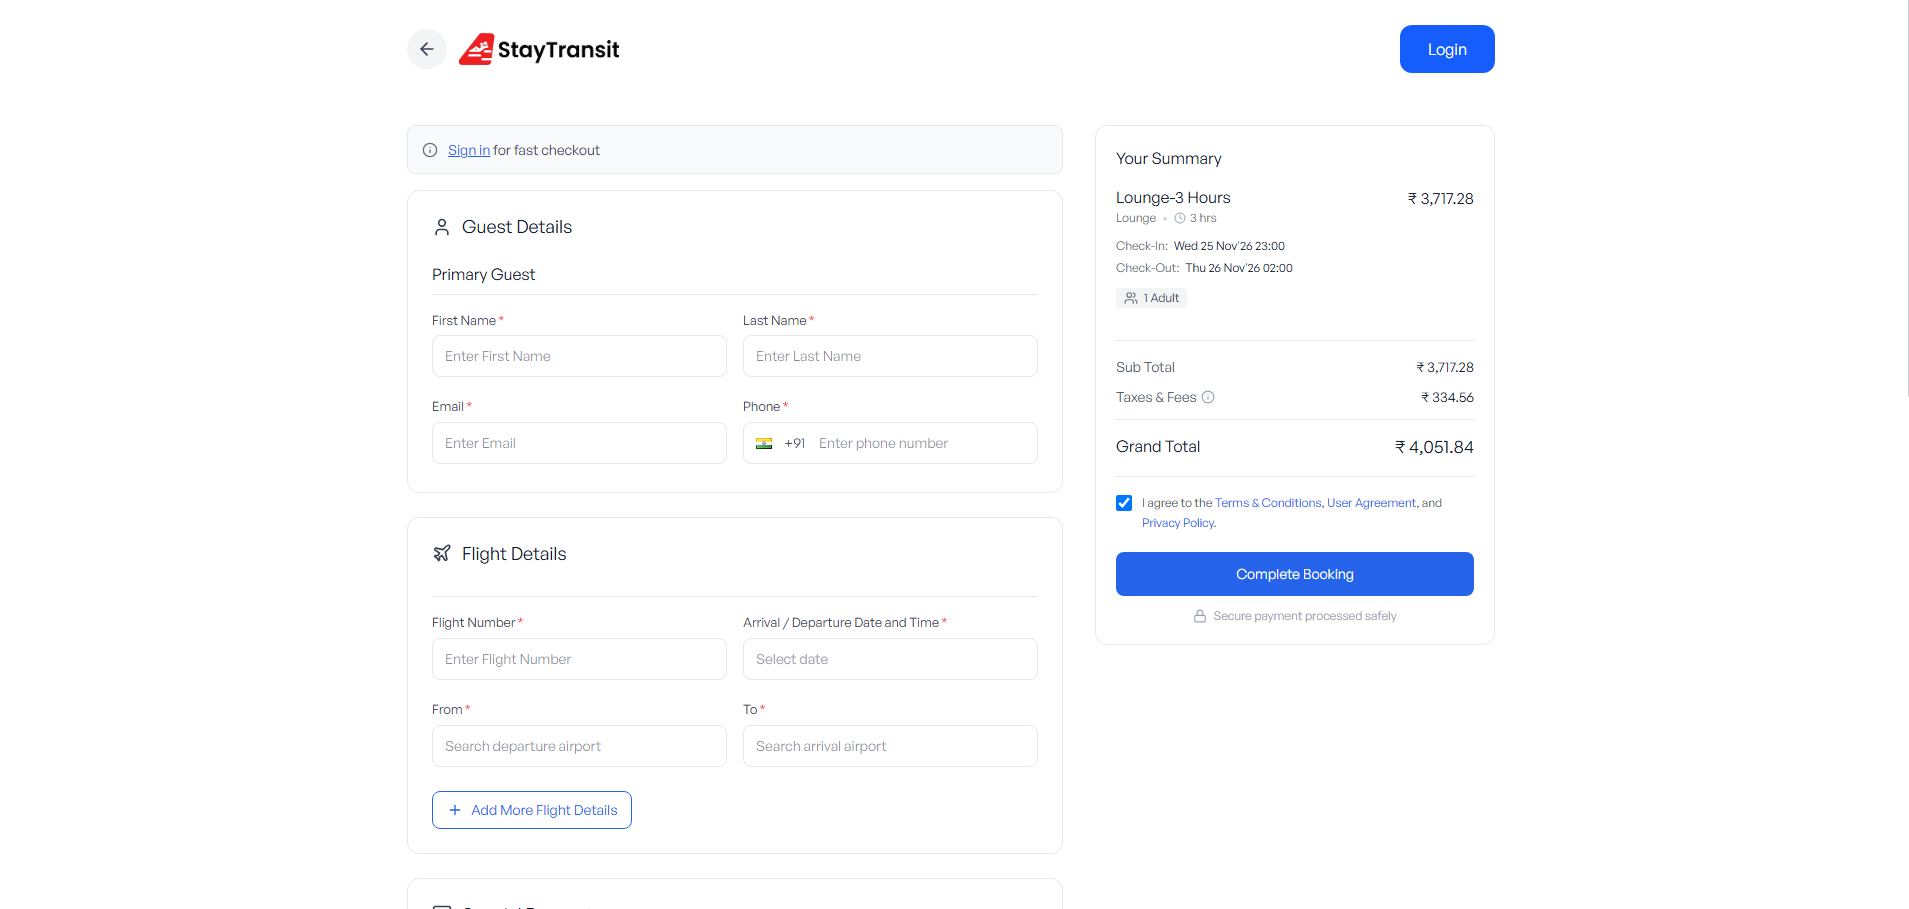 StayTransit
Login
Sign in for fast checkout
Guest Details
Primary Guest
First Name *
Last Name *
Enter First Name
Enter Last Name
Email *
Phone *
Enter Email
+91 Enter phone number
Flight Details
Flight Number *
Arrival / Departure Date and Time *
Enter Flight Number
Select date
From *
To *
Search departure airport
Search arrival airport
+ Add More Flight Details
Your Summary
Lounge-3 Hours ₹ 3,717.28
Lounge • 3 hrs
Check-In: Wed 25 Nov'26 23:00
Check-Out: Thu 26 Nov'26 02:00
1 Adult
Sub Total ₹ 3,717.28
Taxes & Fees ₹ 334.56
Grand Total ₹ 4,051.84
I agree to the Terms & Conditions, User Agreement, and
Privacy Policy.
Complete Booking
Secure payment processed safely